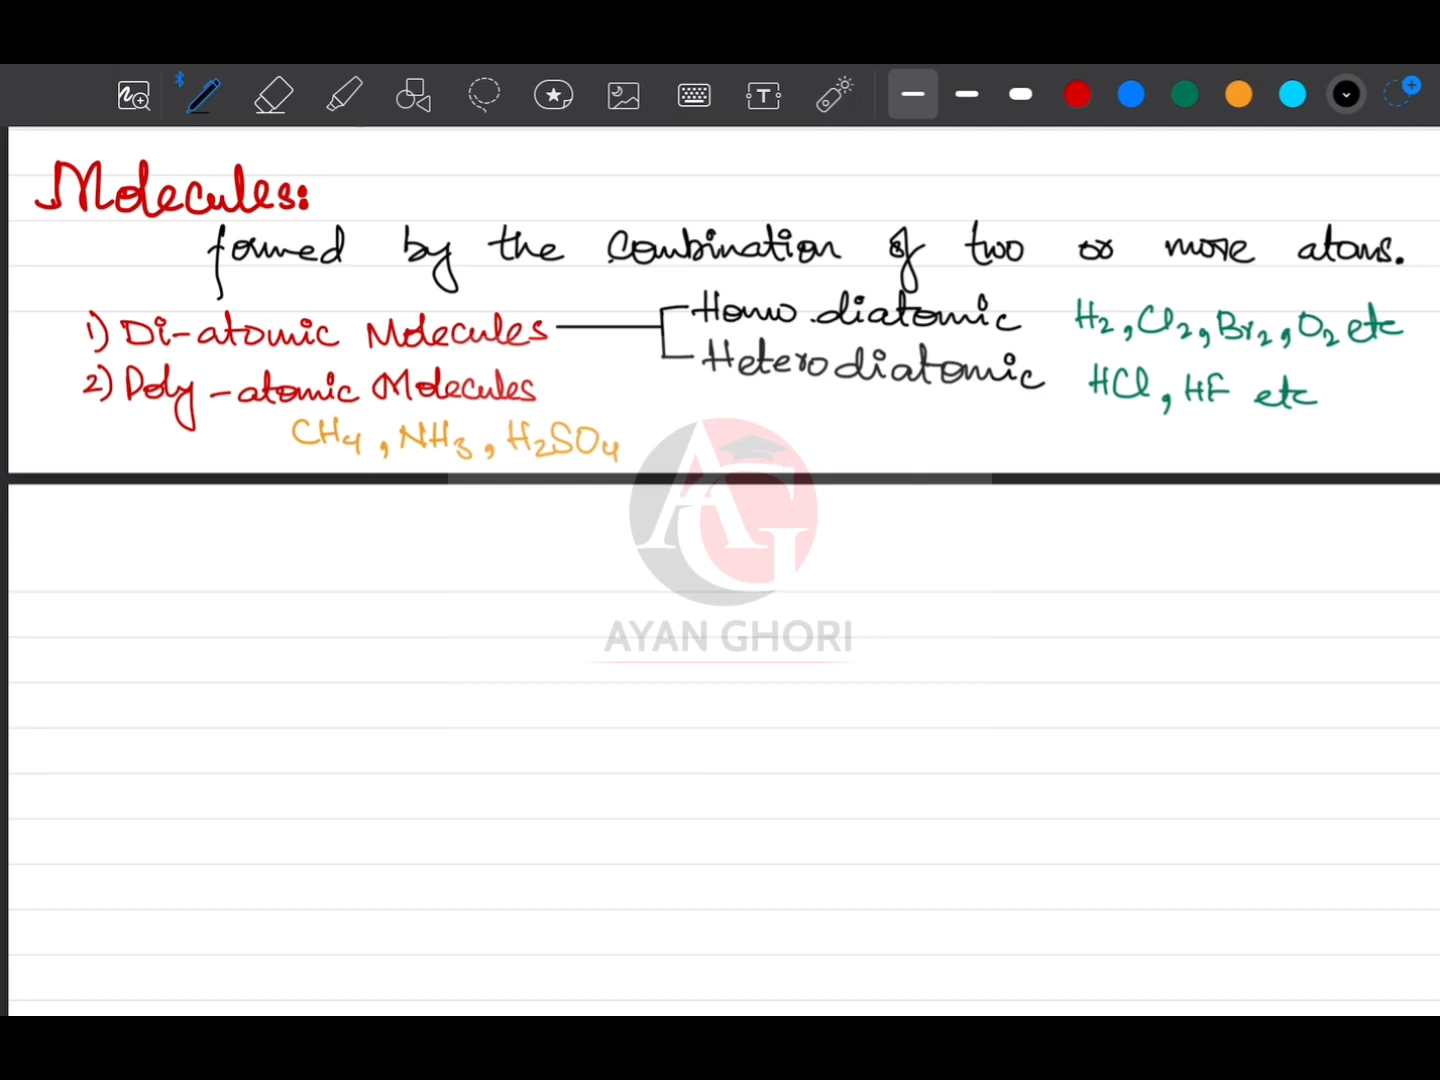 Molecules:
formed by the Combination of two or more atoms.
1) Di-atomic Molecules
Homo diatomic H2, Cl2, Br2, O2 etc
Hetero diatomic HCl, HF etc
2) Poly-atomic Molecules
CH4, NH3, H2SO4
AG
AYAN GHORI